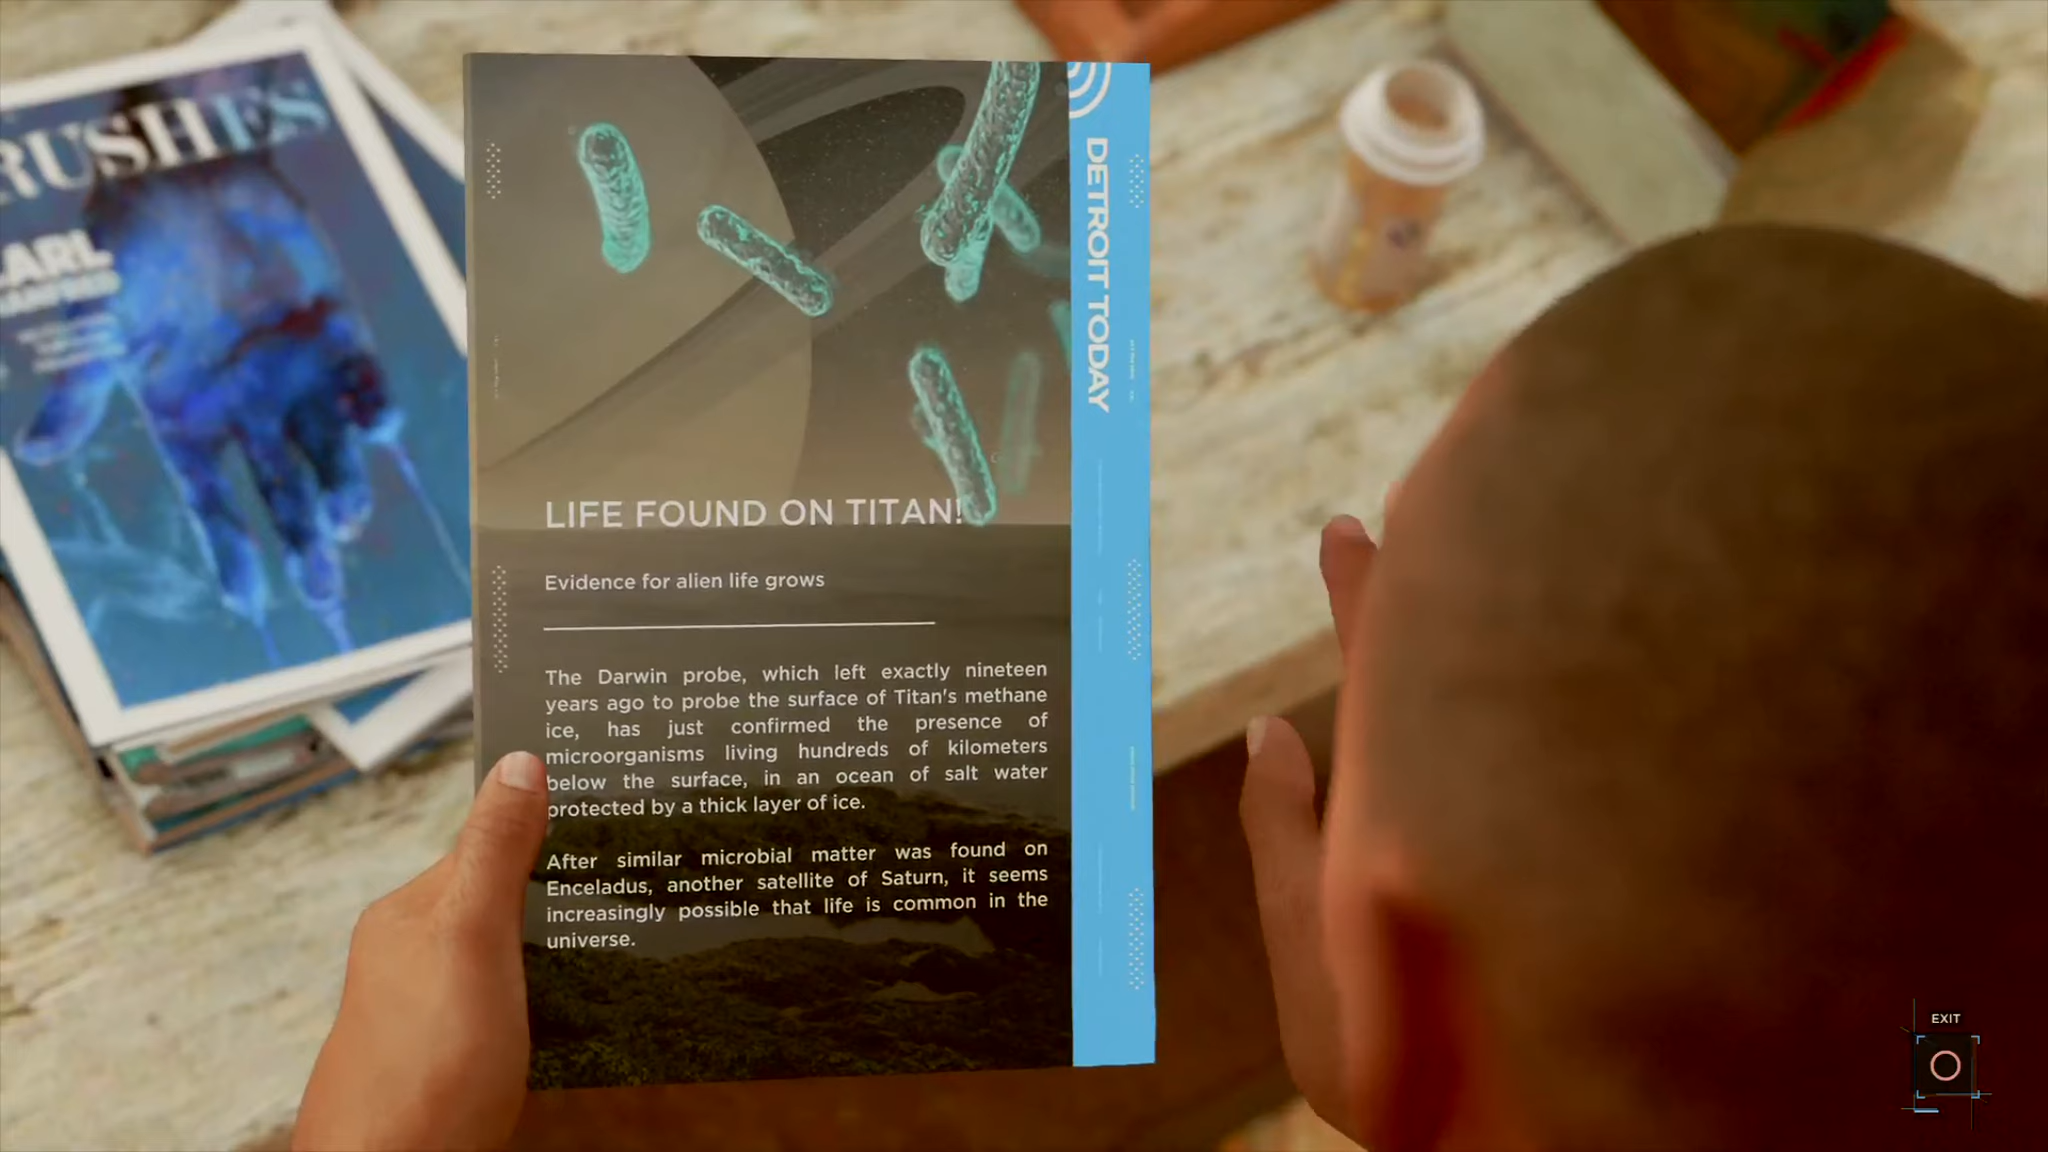 RUSHES
CARL
MANFRED
DETROIT TODAY
LIFE FOUND ON TITAN!
Evidence for alien life grows
The Darwin probe, which left exactly nineteen
years ago to probe the surface of Titan's methane
ice, has just confirmed the presence of
microorganisms living hundreds of kilometers
below the surface, in an ocean of salt water
protected by a thick layer of ice.
After similar microbial matter was found on
Enceladus, another satellite of Saturn, it seems
increasingly possible that life is common in the
universe.
EXIT